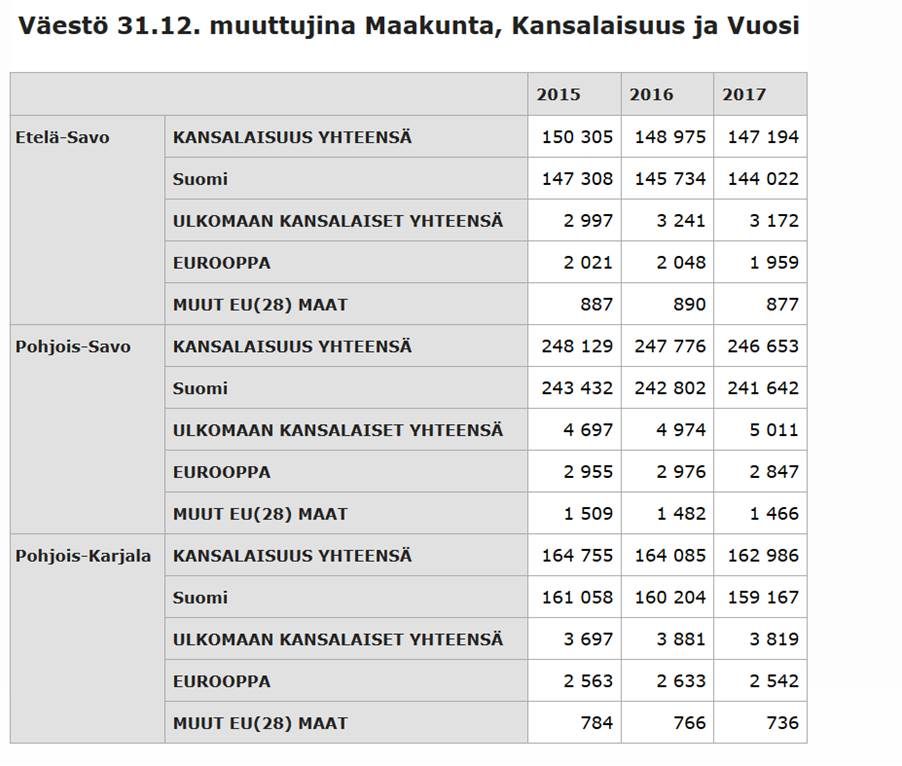 Väestö 31.12. muuttujina Maakunta, Kansalaisuus ja Vuosi
2015 2016 2017
Etelä-Savo KANSALAISUUS YHTEENSÄ 150 305 148 975 147 194
Suomi 147 308 145 734 144 022
ULKOMAAN KANSALAISET YHTEENSÄ 2 997 3 241 3 172
EUROOPPA 2 021 2 048 1 959
MUUT EU(28) MAAT 887 890 877
Pohjois-Savo KANSALAISUUS YHTEENSÄ 248 129 247 776 246 653
Suomi 243 432 242 802 241 642
ULKOMAAN KANSALAISET YHTEENSÄ 4 697 4 974 5 011
EUROOPPA 2 955 2 976 2 847
MUUT EU(28) MAAT 1 509 1 482 1 466
Pohjois-Karjala KANSALAISUUS YHTEENSÄ 164 755 164 085 162 986
Suomi 161 058 160 204 159 167
ULKOMAAN KANSALAISET YHTEENSÄ 3 697 3 881 3 819
EUROOPPA 2 563 2 633 2 542
MUUT EU(28) MAAT 784 766 736